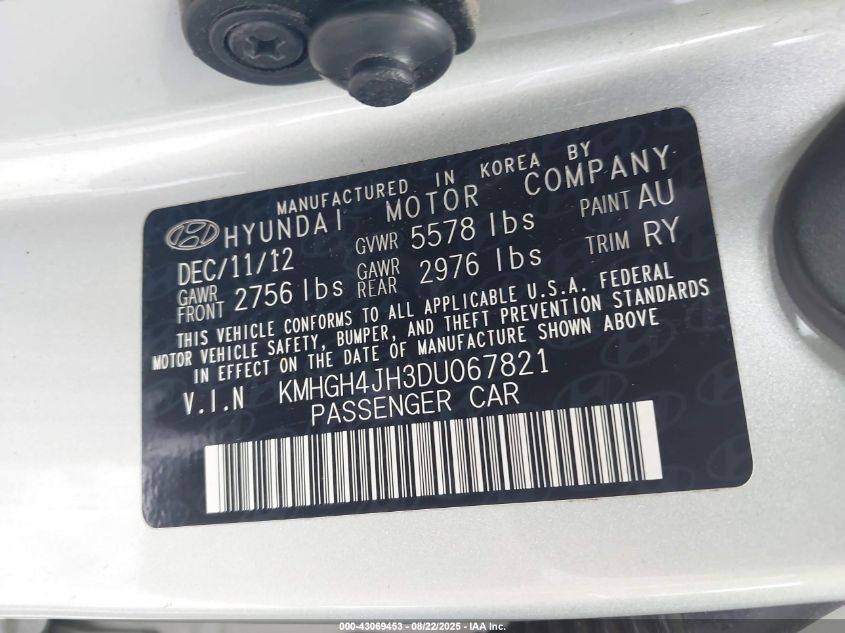 MANUFACTURED IN KOREA BY
HYUNDAI MOTOR COMPANY
DEC/11/12 GVWR 5578 lbs PAINT AU
GAWR FRONT 2756 lbs GAWR REAR 2976 lbs TRIM RY
THIS VEHICLE CONFORMS TO ALL APPLICABLE U.S.A. FEDERAL
MOTOR VEHICLE SAFETY, BUMPER, AND THEFT PREVENTION STANDARDS
IN EFFECT ON THE DATE OF MANUFACTURE SHOWN ABOVE
V.I.N KMHGH4JH3DU067821
PASSENGER CAR
000-43069453 - 08/22/2025 - IAA Inc.